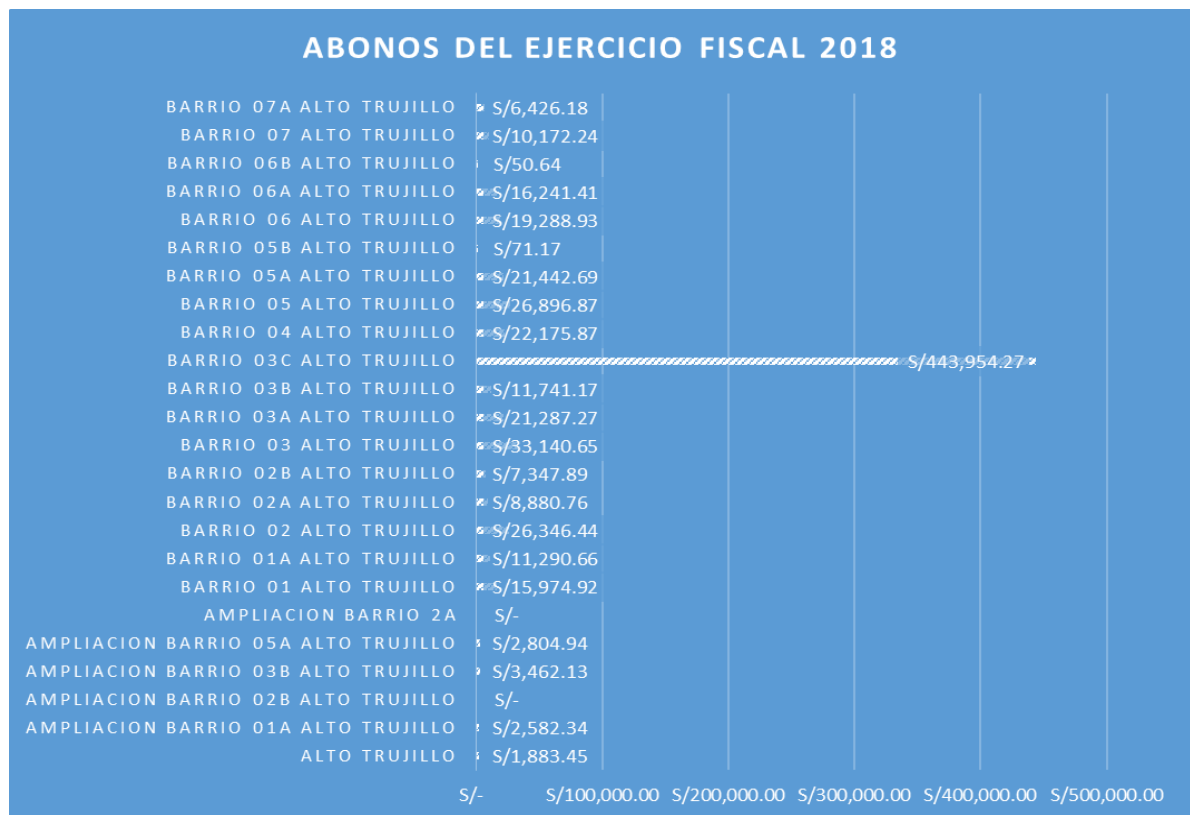 ABONOS DEL EJERCICIO FISCAL 2018
BARRIO 07A ALTO TRUJILLO S/6,426.18
BARRIO 07 ALTO TRUJILLO S/10,172.24
BARRIO 06B ALTO TRUJILLO S/50.64
BARRIO 06A ALTO TRUJILLO S/16,241.41
BARRIO 06 ALTO TRUJILLO S/19,288.93
BARRIO 05B ALTO TRUJILLO S/71.17
BARRIO 05A ALTO TRUJILLO S/21,442.69
BARRIO 05 ALTO TRUJILLO S/26,896.87
BARRIO 04 ALTO TRUJILLO S/22,175.87
BARRIO 03C ALTO TRUJILLO S/443,954.27
BARRIO 03B ALTO TRUJILLO S/11,741.17
BARRIO 03A ALTO TRUJILLO S/21,287.27
BARRIO 03 ALTO TRUJILLO S/33,140.65
BARRIO 02B ALTO TRUJILLO S/7,347.89
BARRIO 02A ALTO TRUJILLO S/8,880.76
BARRIO 02 ALTO TRUJILLO S/26,346.44
BARRIO 01A ALTO TRUJILLO S/11,290.66
BARRIO 01 ALTO TRUJILLO S/15,974.92
AMPLIACION BARRIO 2A S/-
AMPLIACION BARRIO 05A ALTO TRUJILLO S/2,804.94
AMPLIACION BARRIO 03B ALTO TRUJILLO S/3,462.13
AMPLIACION BARRIO 02B ALTO TRUJILLO S/-
AMPLIACION BARRIO 01A ALTO TRUJILLO S/2,582.34
ALTO TRUJILLO S/1,883.45
S/- S/100,000.00 S/200,000.00 S/300,000.00 S/400,000.00 S/500,000.00